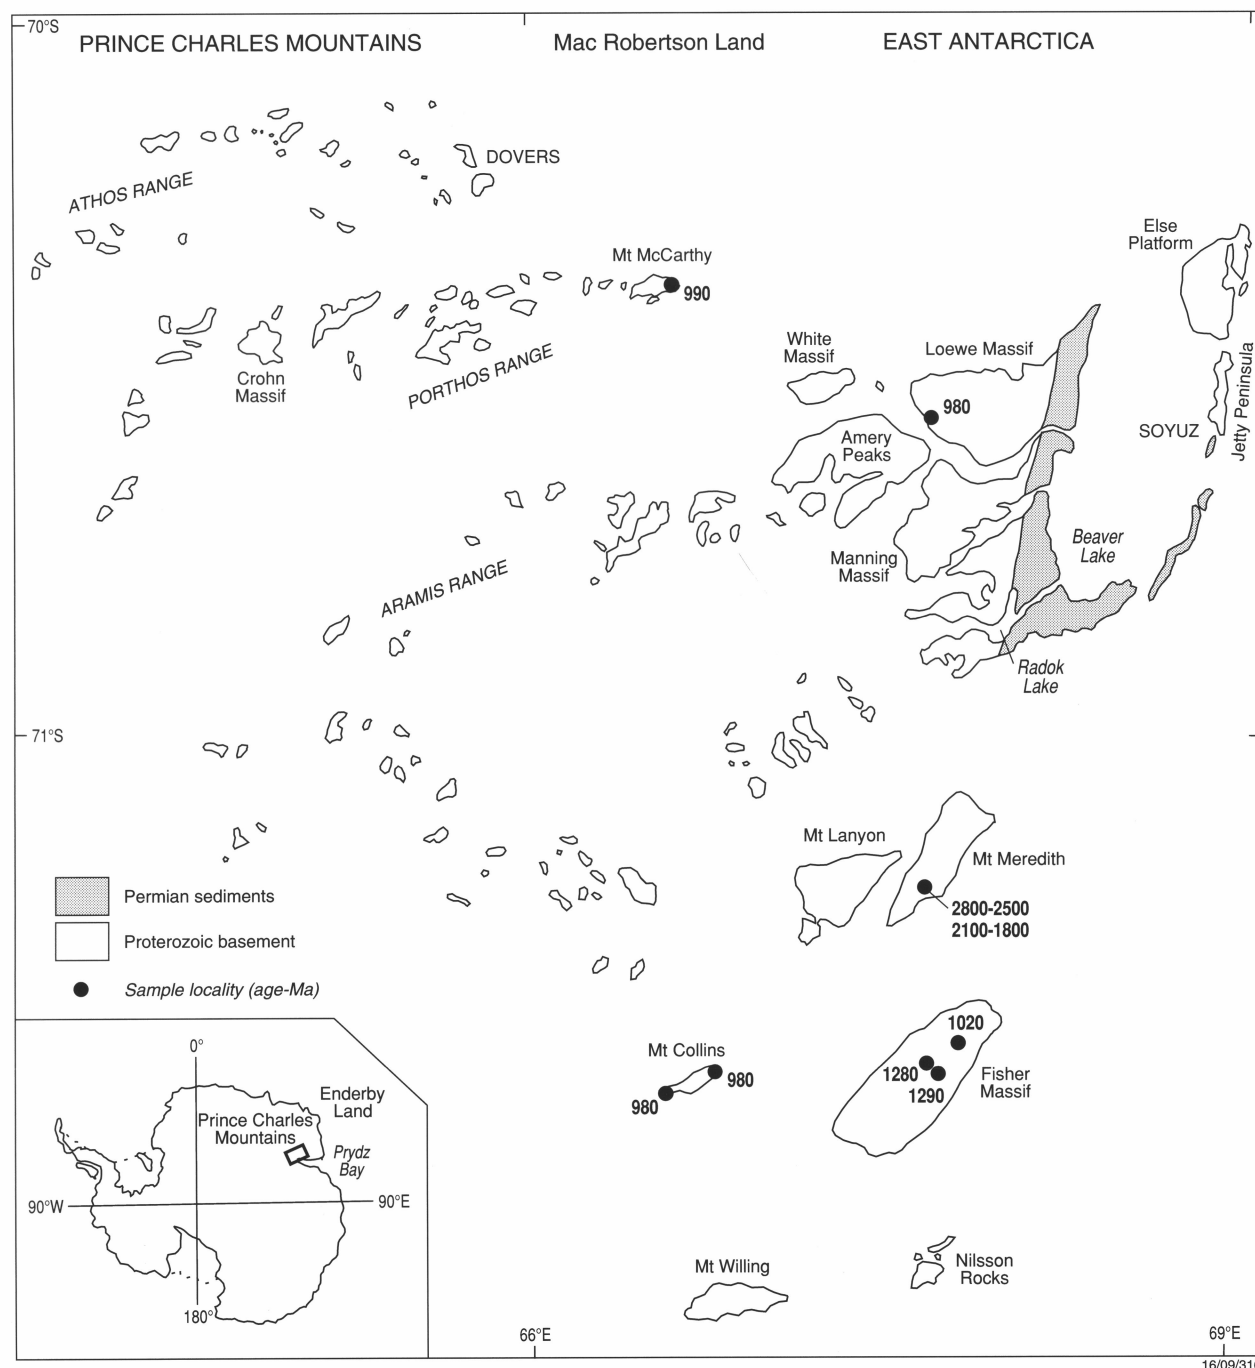 70°S
PRINCE CHARLES MOUNTAINS
Mac Robertson Land
EAST ANTARCTICA
DOVERS
ATHOS RANGE
Else
Platform
Mt McCarthy
990
White
Massif
Loewe Massif
Crohn
Massif
PORTHOS RANGE
980
Jetty Peninsula
SOYUZ
Amery
Peaks
Beaver
Lake
Manning
Massif
ARAMIS RANGE
Radok
Lake
71°S
Mt Lanyon
Mt Meredith
2800-2500
2100-1800
Permian sediments
Proterozoic basement
Sample locality (age-Ma)
1020
Mt Collins
980
980
1280
1290
Fisher
Massif
0°
Enderby
Land
Prince Charles
Mountains
Prydz
Bay
90°W
90°E
180°
Mt Willing
Nilsson
Rocks
66°E
69°E